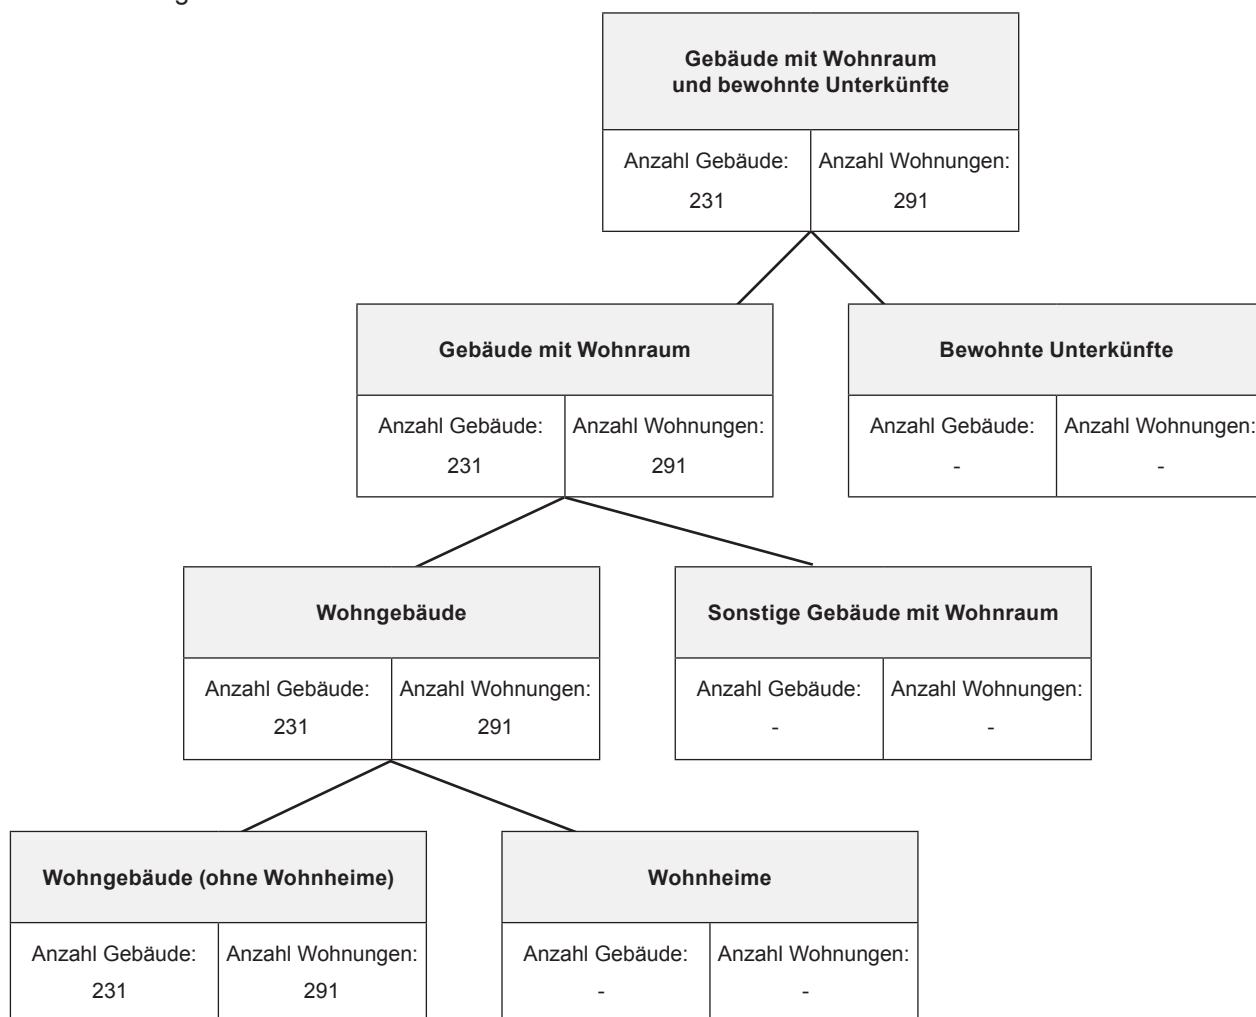 Gebäude mit Wohnraum
und bewohnte Unterkünfte
Anzahl Gebäude: Anzahl Wohnungen:
231 291
Gebäude mit Wohnraum Bewohnte Unterkünfte
Anzahl Gebäude: Anzahl Wohnungen: Anzahl Gebäude: Anzahl Wohnungen:
231 291 - -
Wohngebäude Sonstige Gebäude mit Wohnraum
Anzahl Gebäude: Anzahl Wohnungen: Anzahl Gebäude: Anzahl Wohnungen:
231 291 - -
Wohngebäude (ohne Wohnheime) Wohnheime
Anzahl Gebäude: Anzahl Wohnungen: Anzahl Gebäude: Anzahl Wohnungen:
231 291 - -